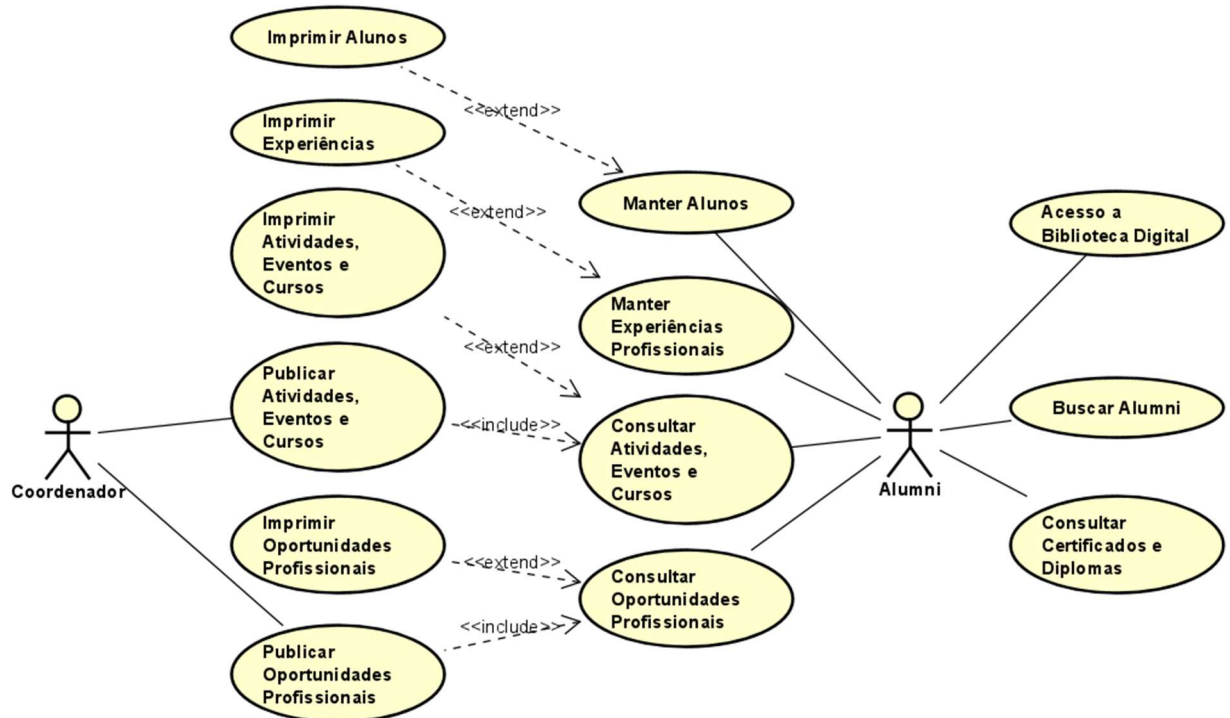 Imprimir Alunos
<<extend>>
Imprimir
Experiências
<<extend>>
Manter Alunos
Imprimir
Atividades,
Eventos e
Cursos
<<extend>>
Manter
Experiências
Profissionais
Acesso a
Biblioteca Digital
Publicar
Atividades,
Eventos e
Cursos
<<include>>
Consultar
Atividades,
Eventos e
Cursos
Buscar Alumni
Coordenador
Alumni
Imprimir
Oportunidades
Profissionais
<<extend>>
Consultar
Oportunidades
Profissionais
Consultar
Certificados e
Diplomas
<<include>>
Publicar
Oportunidades
Profissionais